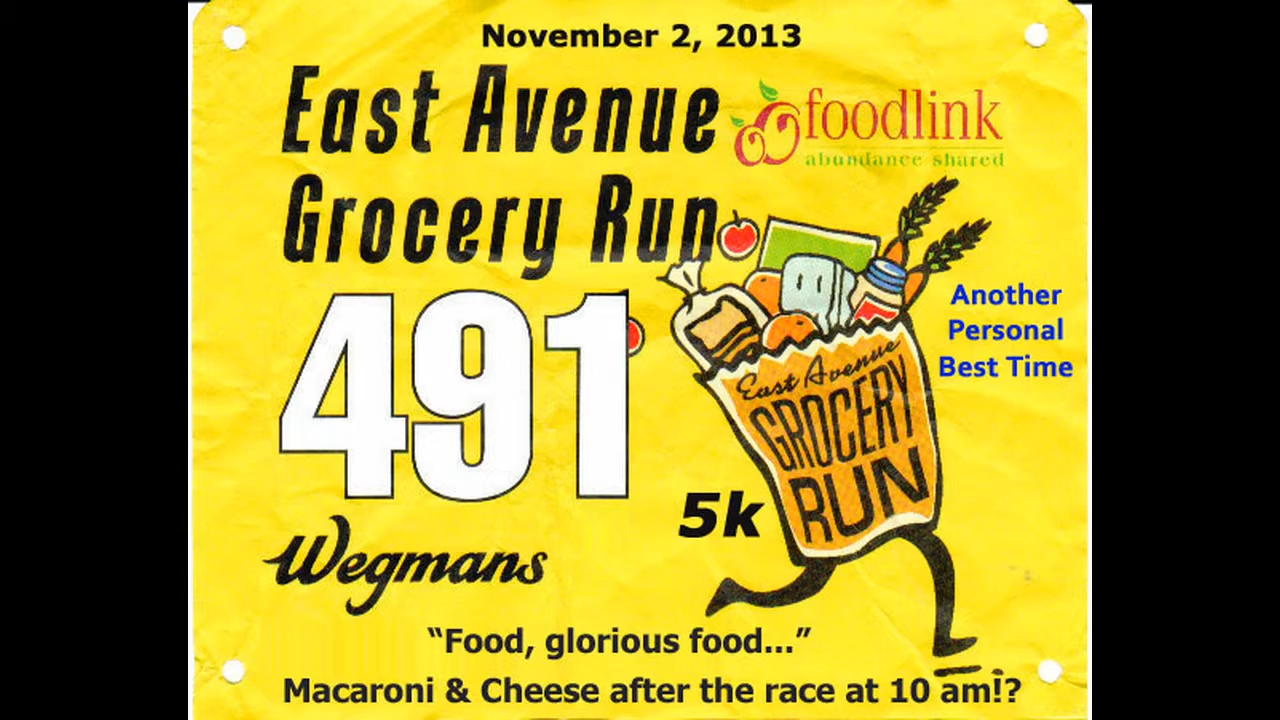 November 2, 2013
East Avenue
Grocery Run
foodlink
abundance shared
491
Another
Personal
Best Time
East Avenue
GROCERY
RUN
5k
Wegmans
“Food, glorious food...”
Macaroni & Cheese after the race at 10 am!?